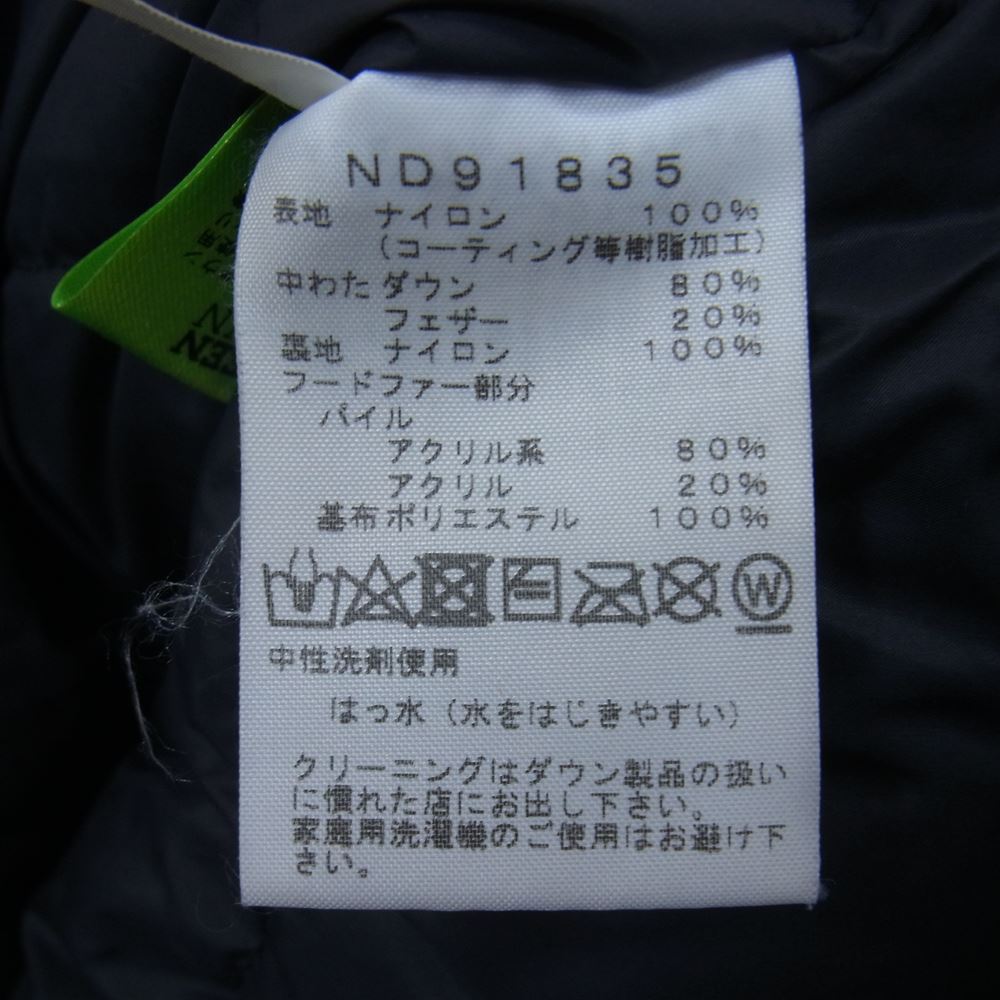 ND91835
表地 ナイロン 100%
(コーティング等樹脂加工)
中わた ダウン 80%
フェザー 20%
裏地 ナイロン 100%
フードファー部分
パイル
アクリル系 80%
アクリル 20%
基布 ポリエステル 100%
W
中性洗剤使用
はっ水(水をはじきやすい)
クリーニングはダウン製品の扱い
に慣れた店にお出し下さい。
家庭用洗濯機のご使用はお避け下
さい。